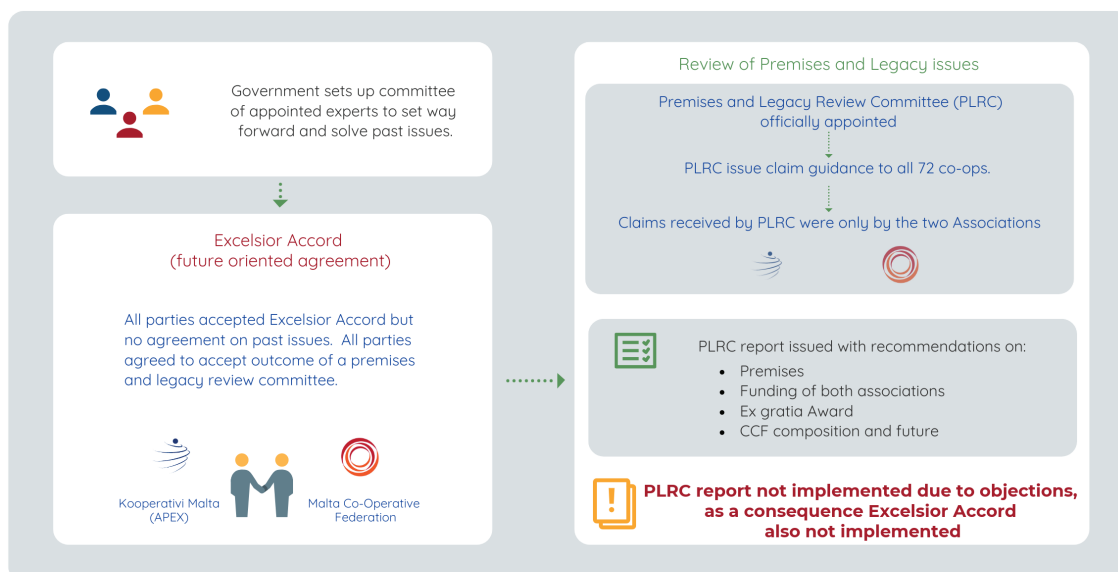 Government sets up committee
of appointed experts to set way
forward and solve past issues.
Excelsior Accord
(future oriented agreement)
All parties accepted Excelsior Accord but
no agreement on past issues. All parties
agreed to accept outcome of a premises
and legacy review committee.
Kooperativi Malta
(APEX)
Malta Co-Operative
Federation
Review of Premises and Legacy issues
Premises and Legacy Review Committee (PLRC)
officially appointed
PLRC issue claim guidance to all 72 co-ops.
Claims received by PLRC were only by the two Associations
PLRC report issued with recommendations on:
• Premises
• Funding of both associations
• Ex gratia Award
• CCF composition and future
!
PLRC report not implemented due to objections,
as a consequence Excelsior Accord
also not implemented